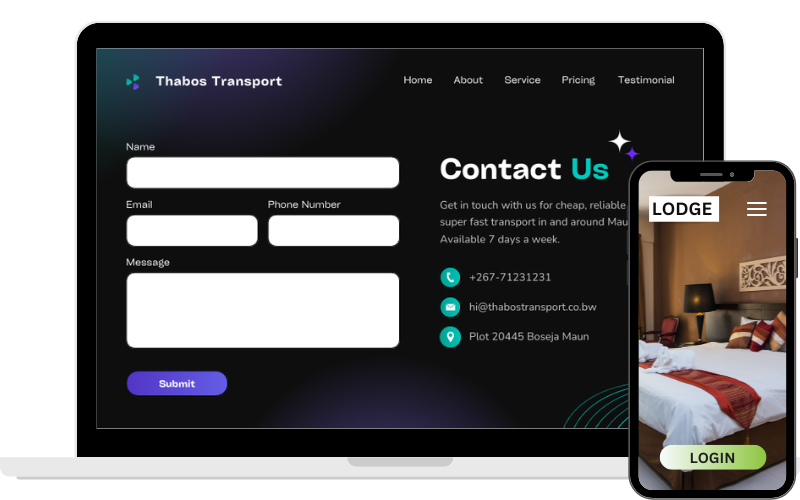 Thabos Transport
Home About Service Pricing Testimonial
Name
Email Phone Number
Message
Submit
Contact Us
Get in touch with us for cheap, reliable
super fast transport in and around
Available 7 days a week.
+267-71231231
hi@thabostransport.co.bw
Plot 20445 Boseja Maun
LODGE
LOGIN